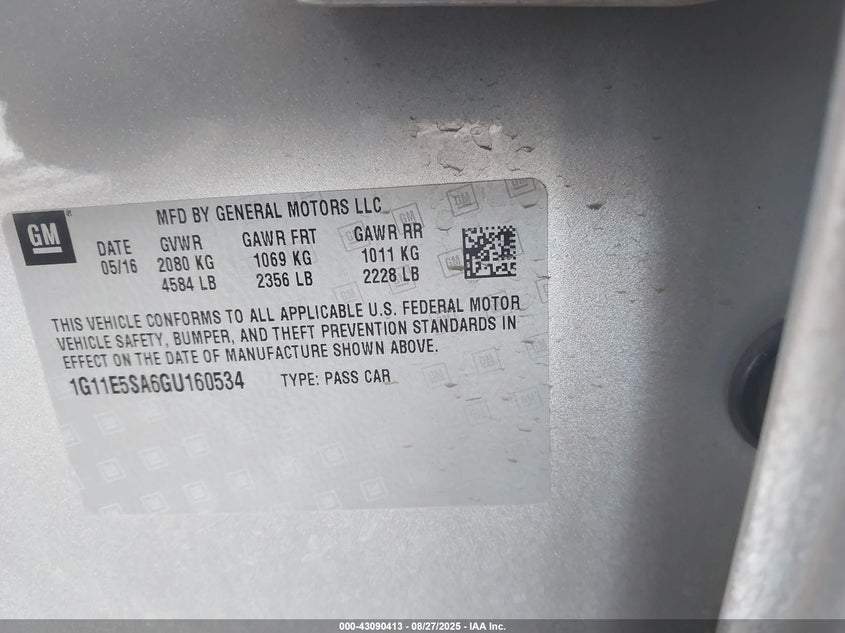 GM
MFD BY GENERAL MOTORS LLC
DATE GVWR GAWR FRT GAWR RR
05/16 2080 KG 1069 KG 1011 KG
4584 LB 2356 LB 2228 LB
THIS VEHICLE CONFORMS TO ALL APPLICABLE U.S. FEDERAL MOTOR
VEHICLE SAFETY, BUMPER, AND THEFT PREVENTION STANDARDS IN
EFFECT ON THE DATE OF MANUFACTURE SHOWN ABOVE.
1G11E5SA6GU160534 TYPE: PASS CAR
000-43090413 - 08/27/2025 - IAA Inc.